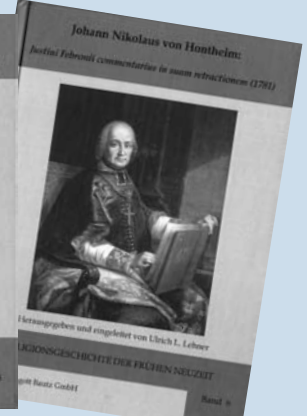 Johann Nikolaus von Hontheim:
Justini Febronii commentarius in suam retractionem (1781)
Herausgegeben und eingeleitet von Ulrich L. Lehner
LIGIONSGESCHICHTE DER FRÜHEN NEUZEIT
gott Bautz GmbH
Band